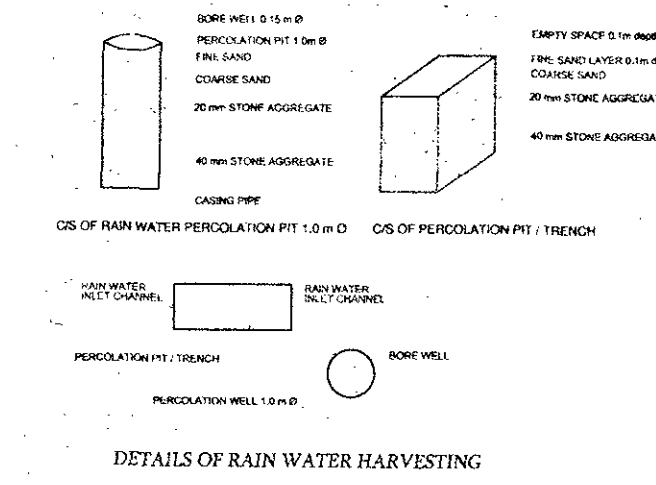 BORE WELL 0.15 m Ø
PERCOLATION PIT 1.0m Ø
FINE SAND
COARSE SAND
20 mm STONE AGGREGATE
40 mm STONE AGGREGATE
CASING PIPE
C/S OF RAIN WATER PERCOLATION PIT 1.0 m Ø
EMPTY SPACE 0.1m
FINE SAND LAYER 0.1m
COARSE SAND
20 mm STONE
40 mm STONE
C/S OF PERCOLATION PIT / TRENCH
RAIN WATER
INLET CHANNEL
RAIN WATER
INLET CHANNEL
PERCOLATION PIT / TRENCH
BORE WELL
PERCOLATION WELL 1.0 m Ø
DETAILS OF RAIN WATER HARVESTING